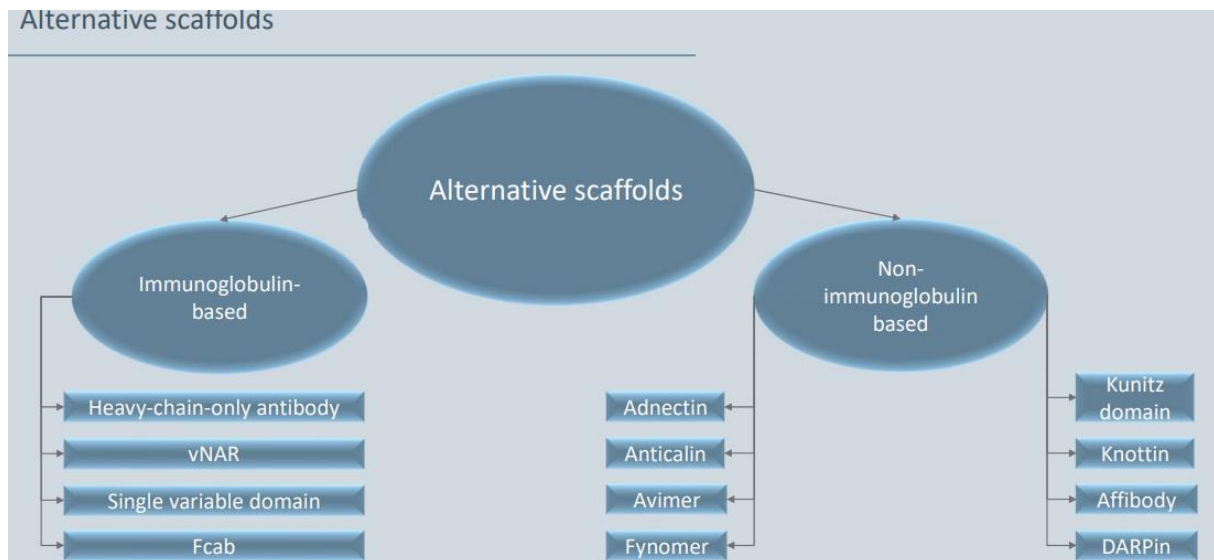 Alternative scaffolds
Alternative scaffolds
Immunoglobulin-
based
Non-
immunoglobulin
based
Heavy-chain-only antibody
vNAR
Single variable domain
Fcab
Adnectin
Anticalin
Avimer
Fynomer
Kunitz
domain
Knottin
Affibody
DARPin